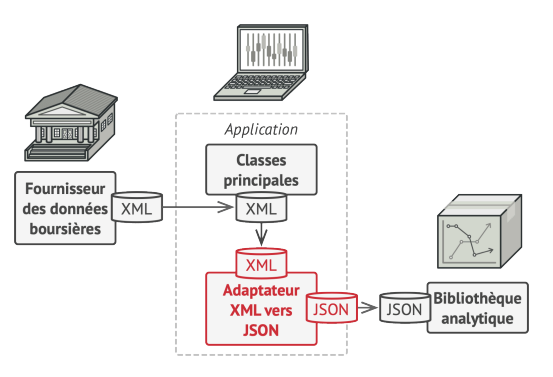 Application
Classes
principales
Fournisseur
des données
boursières
XML
XML
XML
Adaptateur
XML vers
JSON
JSON
JSON
Bibliothèque
analytique